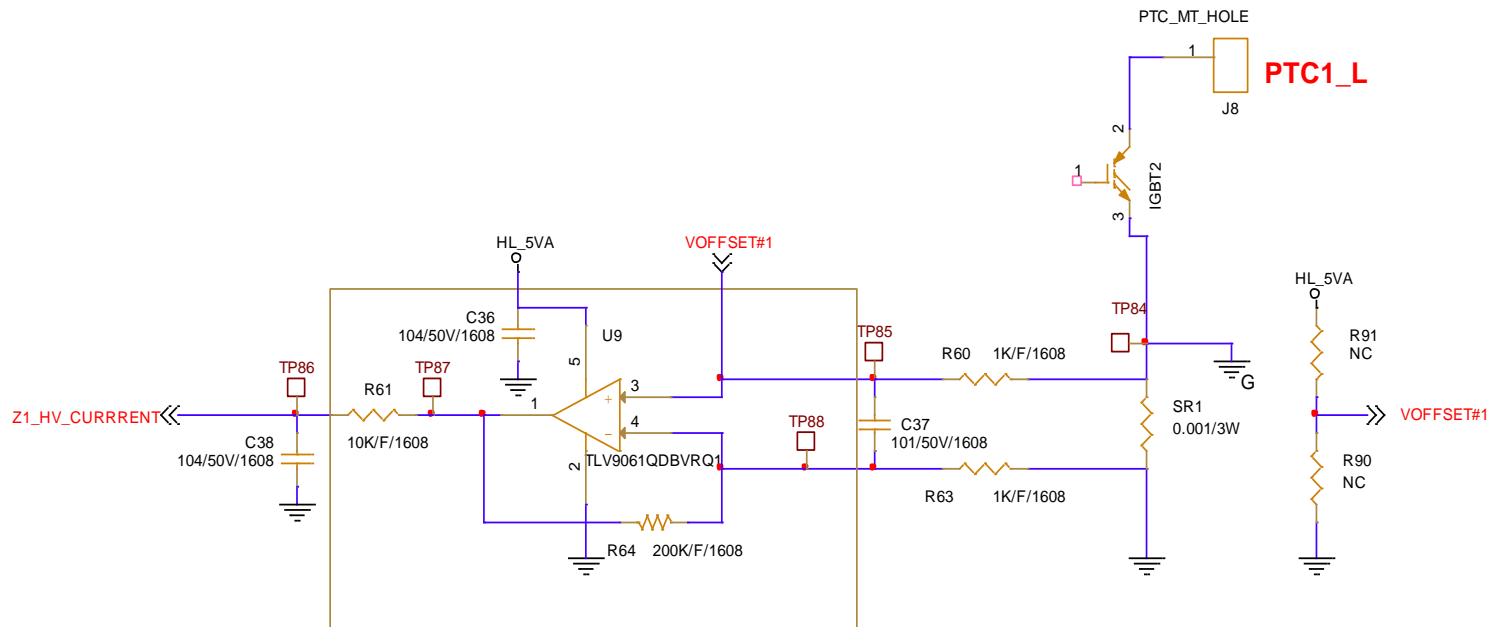 PTC_MT_HOLE
1
PTC1_L
J8
2
1
IGBT2
3
HL_5VA
VOFFSET#1
HL_5VA
C36
104/50V/1608
U9
5
TP84
TP85
R60
1K/F/1608
R91
NC
G
TP86
TP87
R61
1
3
+
4
-
Z1_HV_CURRRENT
10K/F/1608
C38
104/50V/1608
TP88
C37
101/50V/1608
SR1
0.001/3W
VOFFSET#1
2
TLV9061QDBVRQ1
R63
1K/F/1608
R90
NC
R64
200K/F/1608